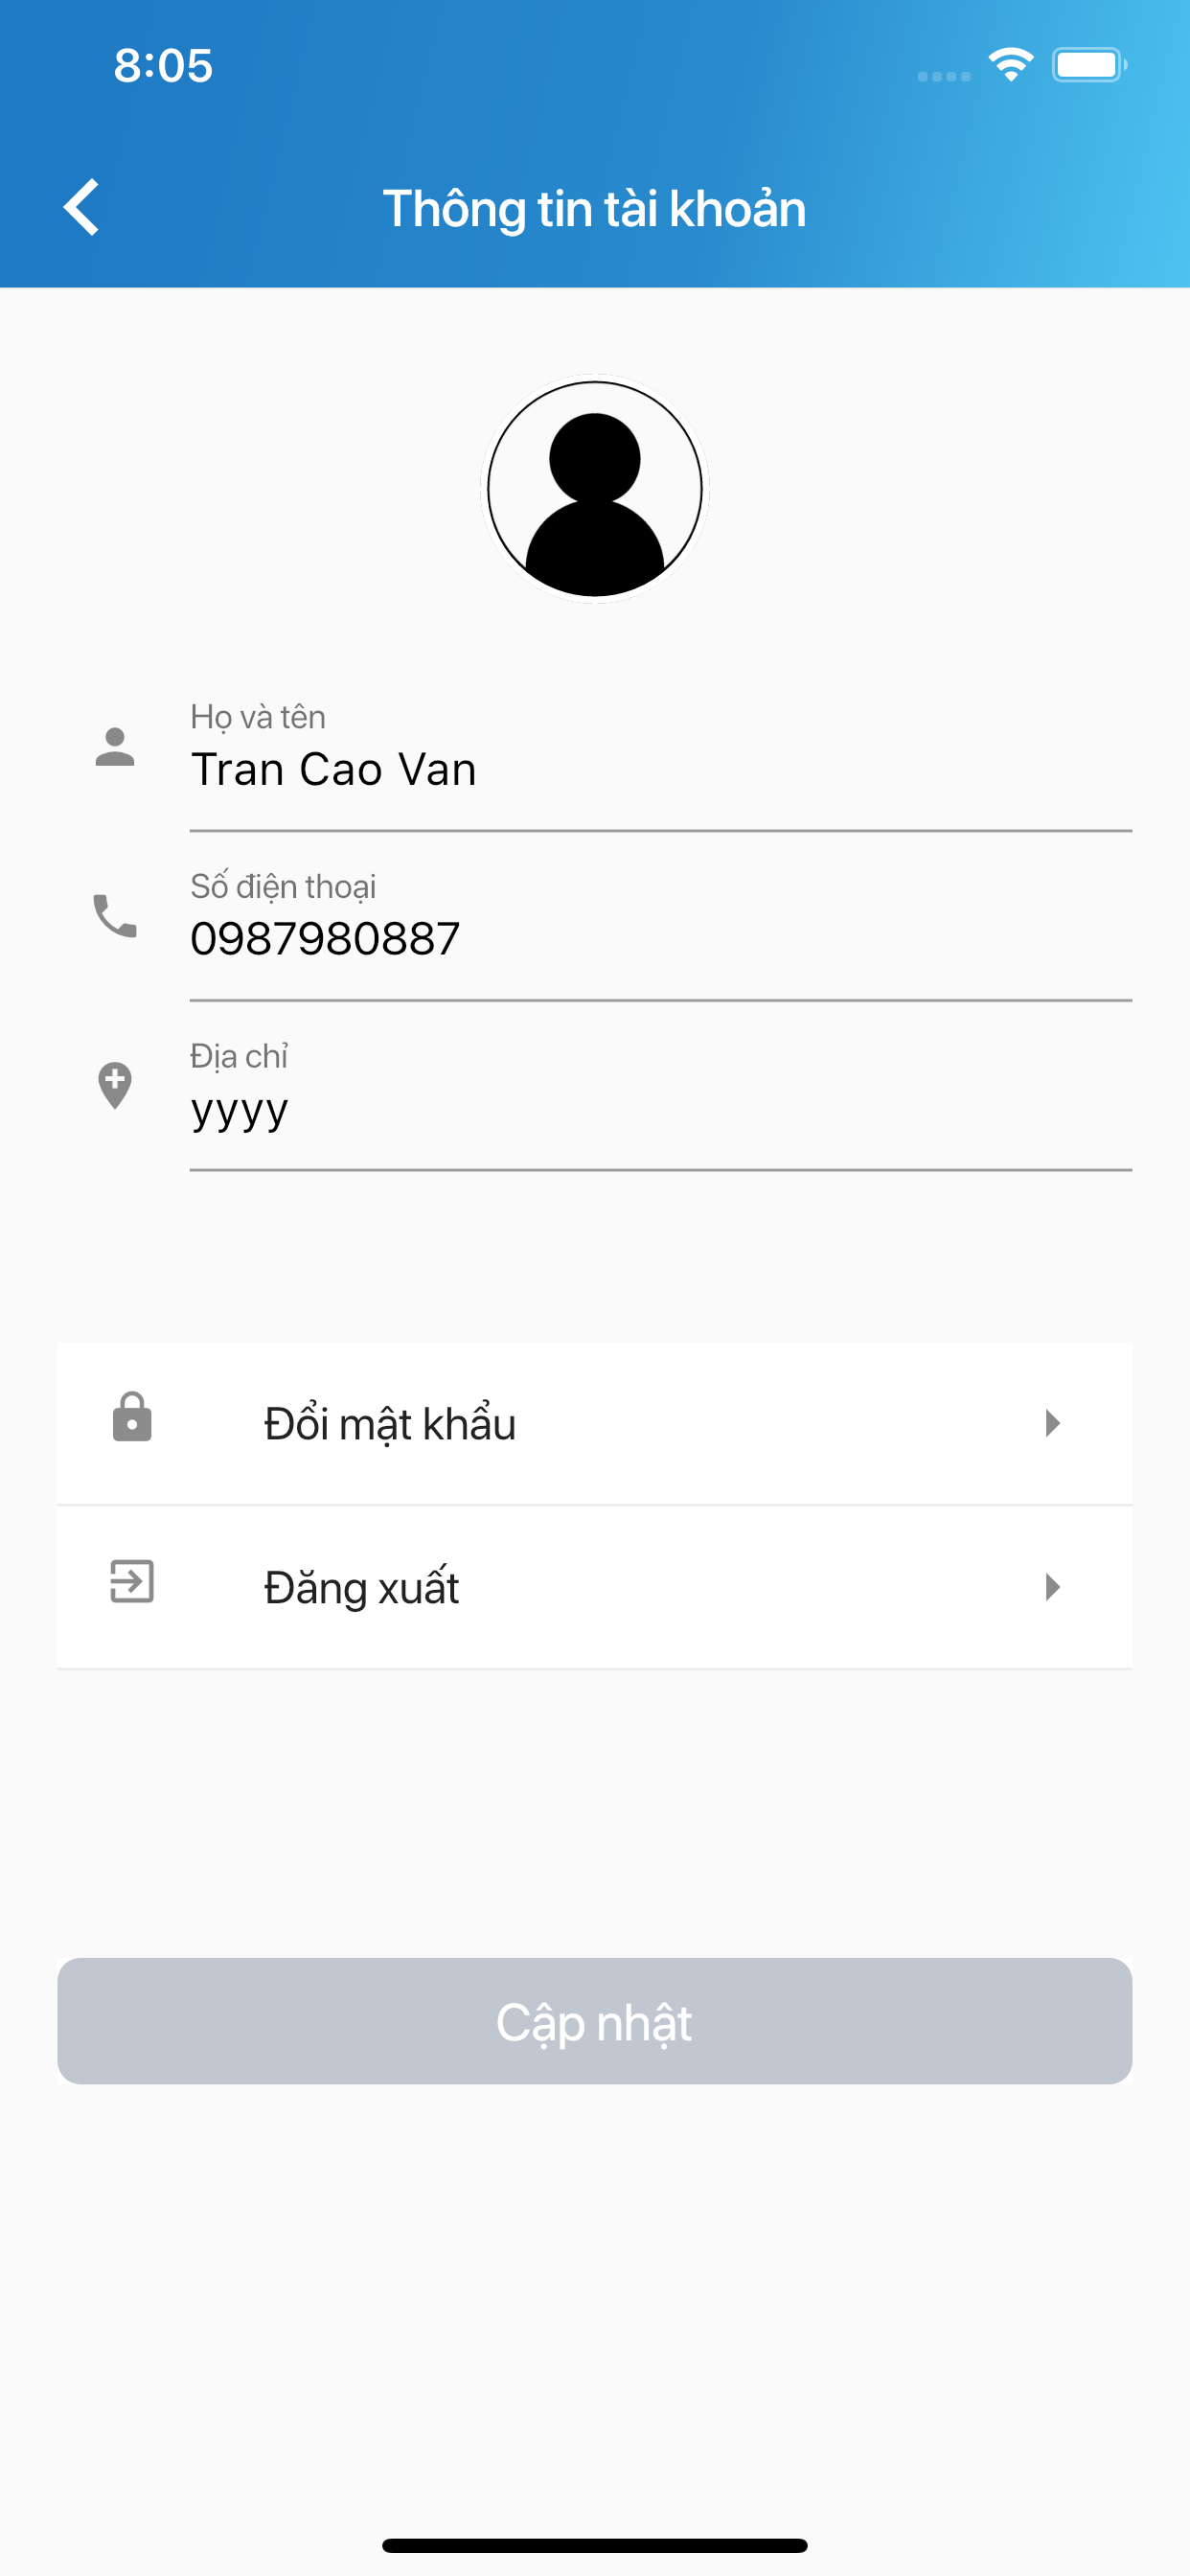 8:05
Thông tin tài khoản
Họ và tên
Tran Cao Van
Số điện thoại
0987980887
Địa chỉ
yyyy
Đổi mật khẩu
Đăng xuất
Cập nhật